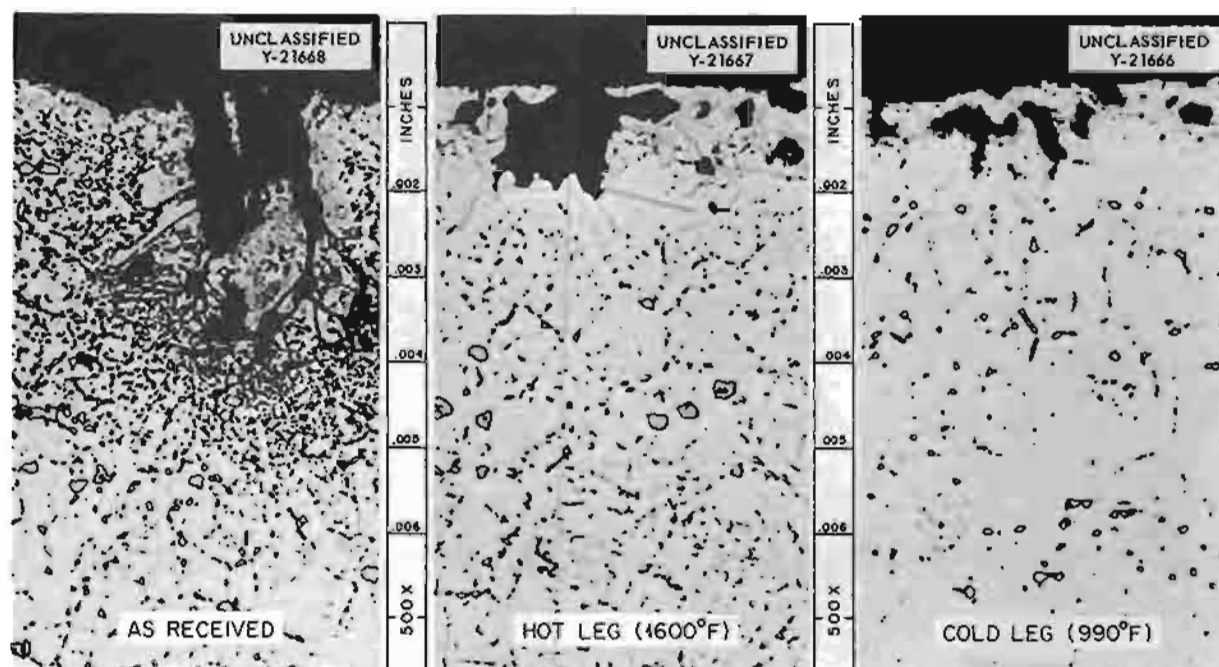 UNCLASSIFIED
Y-21668
AS RECEIVED
INCHES
.002
.003
.004
.005
.006
500X
UNCLASSIFIED
Y-21667
HOT LEG (1600°F)
INCHES
.002
.003
.004
.005
.006
500X
UNCLASSIFIED
Y-21666
COLD LEG (990°F)